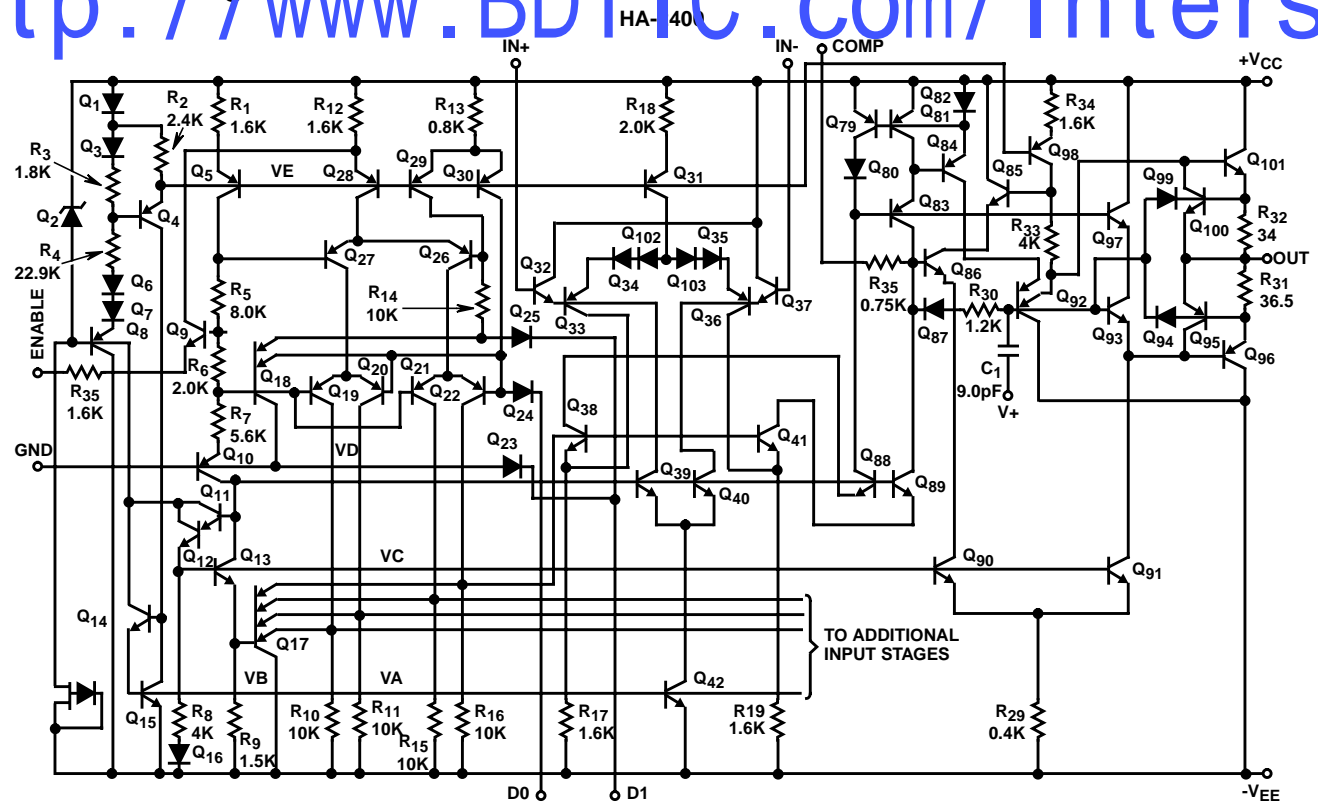 tp://www.BDTIC.com/Inters
HA-2400
IN+
IN-
COMP
+VCC
Q1
R2
2.4K
R1
1.6K
R12
1.6K
R13
0.8K
R18
2.0K
Q82
Q81
R34
1.6K
Q79
R3
1.8K
Q3
Q5
VE
Q28
Q29
Q30
Q31
Q80
Q84
Q85
Q98
Q101
Q99
Q2
Q4
Q83
R33
4K
Q97
Q100
R32
34
R4
22.9K
Q27
Q26
Q32
Q102
Q35
Q34
Q103
Q37
R35
0.75K
Q86
OUT
Q6
Q7
R5
8.0K
R14
10K
Q25
Q33
Q36
Q87
R30
1.2K
Q92
Q93
Q94
Q95
R31
36.5
Q96
ENABLE
Q8
Q9
R6
2.0K
Q18
Q19
Q20
Q21
Q22
Q24
C1
9.0pF
V+
R35
1.6K
R7
5.6K
Q38
Q41
GND
Q10
VD
Q23
Q39
Q40
Q88
Q89
Q11
Q12
Q13
VC
Q90
Q91
Q14
Q17
TO ADDITIONAL
INPUT STAGES
VB
VA
Q42
Q15
R8
4K
R9
1.5K
R10
10K
R11
10K
R15
10K
R16
10K
R17
1.6K
R19
1.6K
R29
0.4K
Q16
D0
D1
-VEE